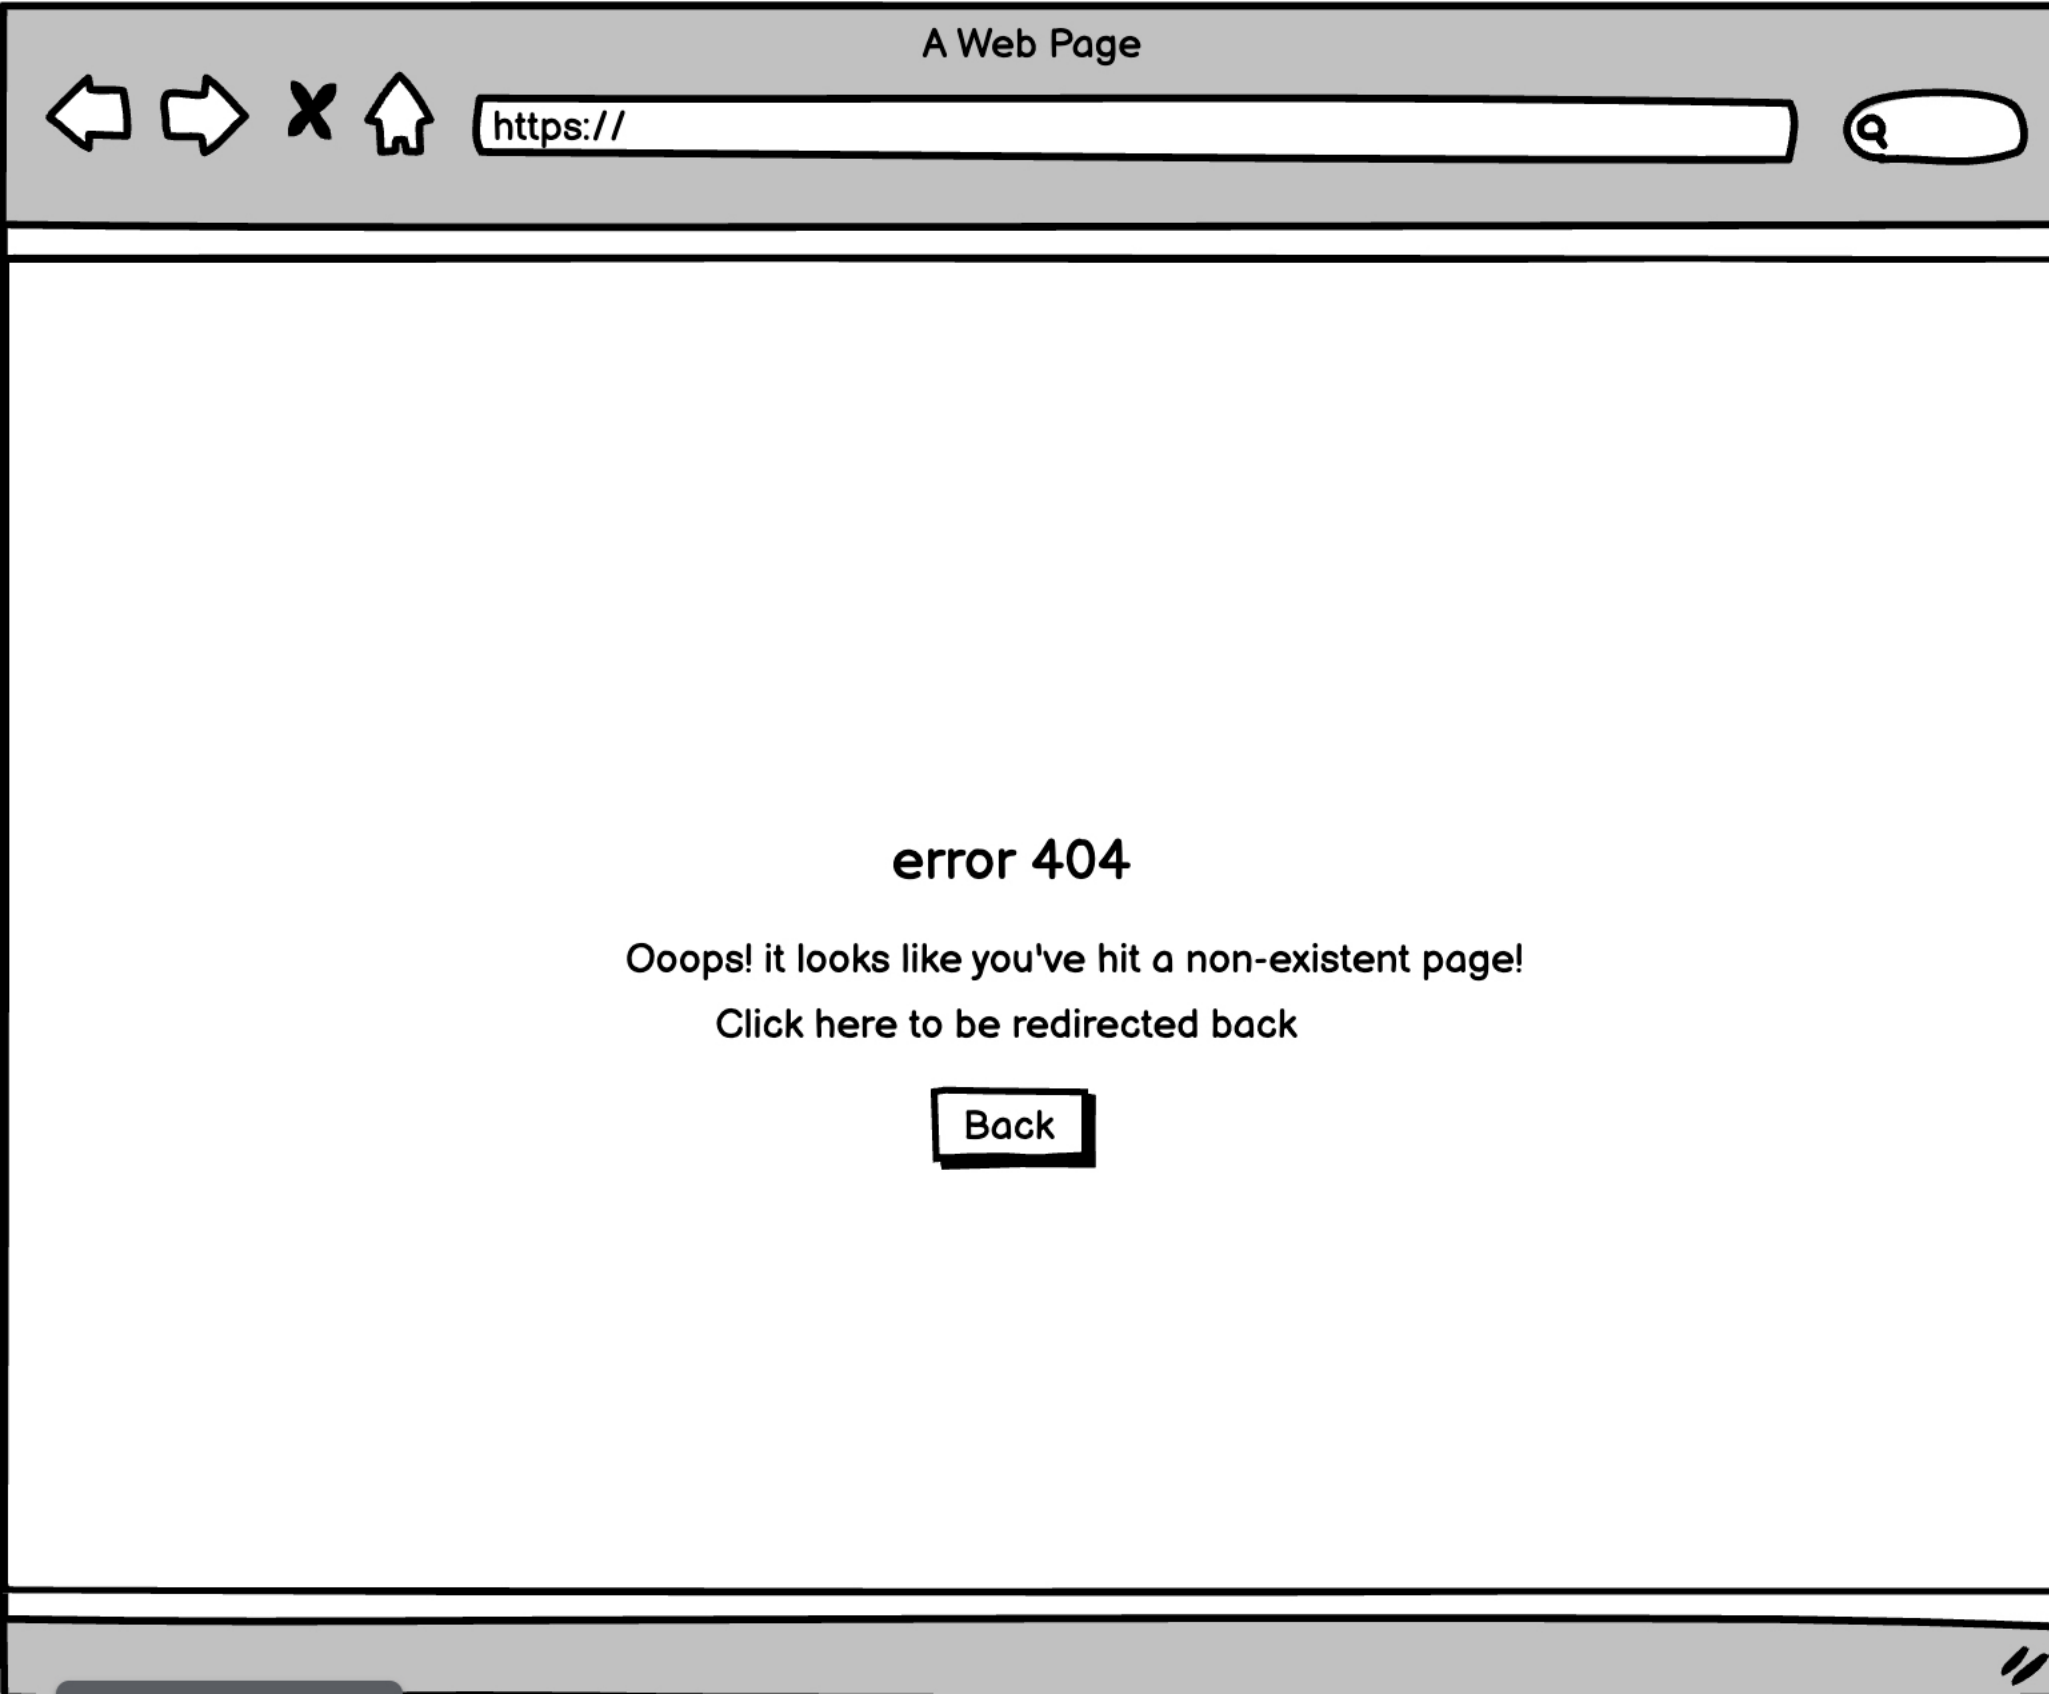 A Web Page
https://
error 404
Ooops! it looks like you've hit a non-existent page!
Click here to be redirected back
Back